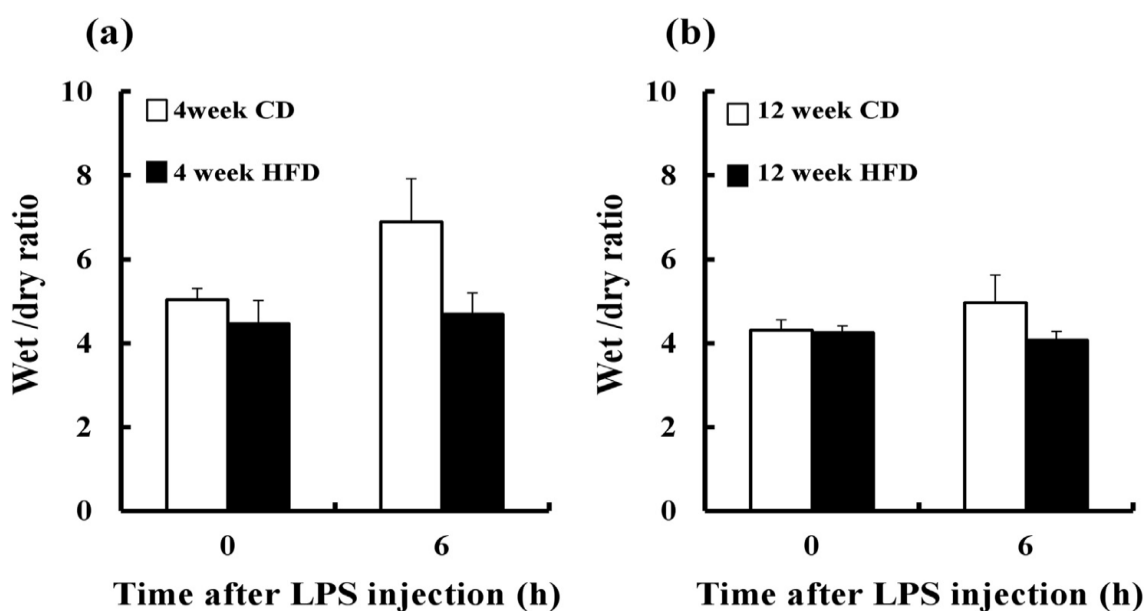 (a)
10
8
6
4
2
0
Wet /dry ratio
4week CD
4 week HFD
0 6
Time after LPS injection (h)
(b)
10
8
6
4
2
0
Wet /dry ratio
12 week CD
12 week HFD
0 6
Time after LPS injection (h)